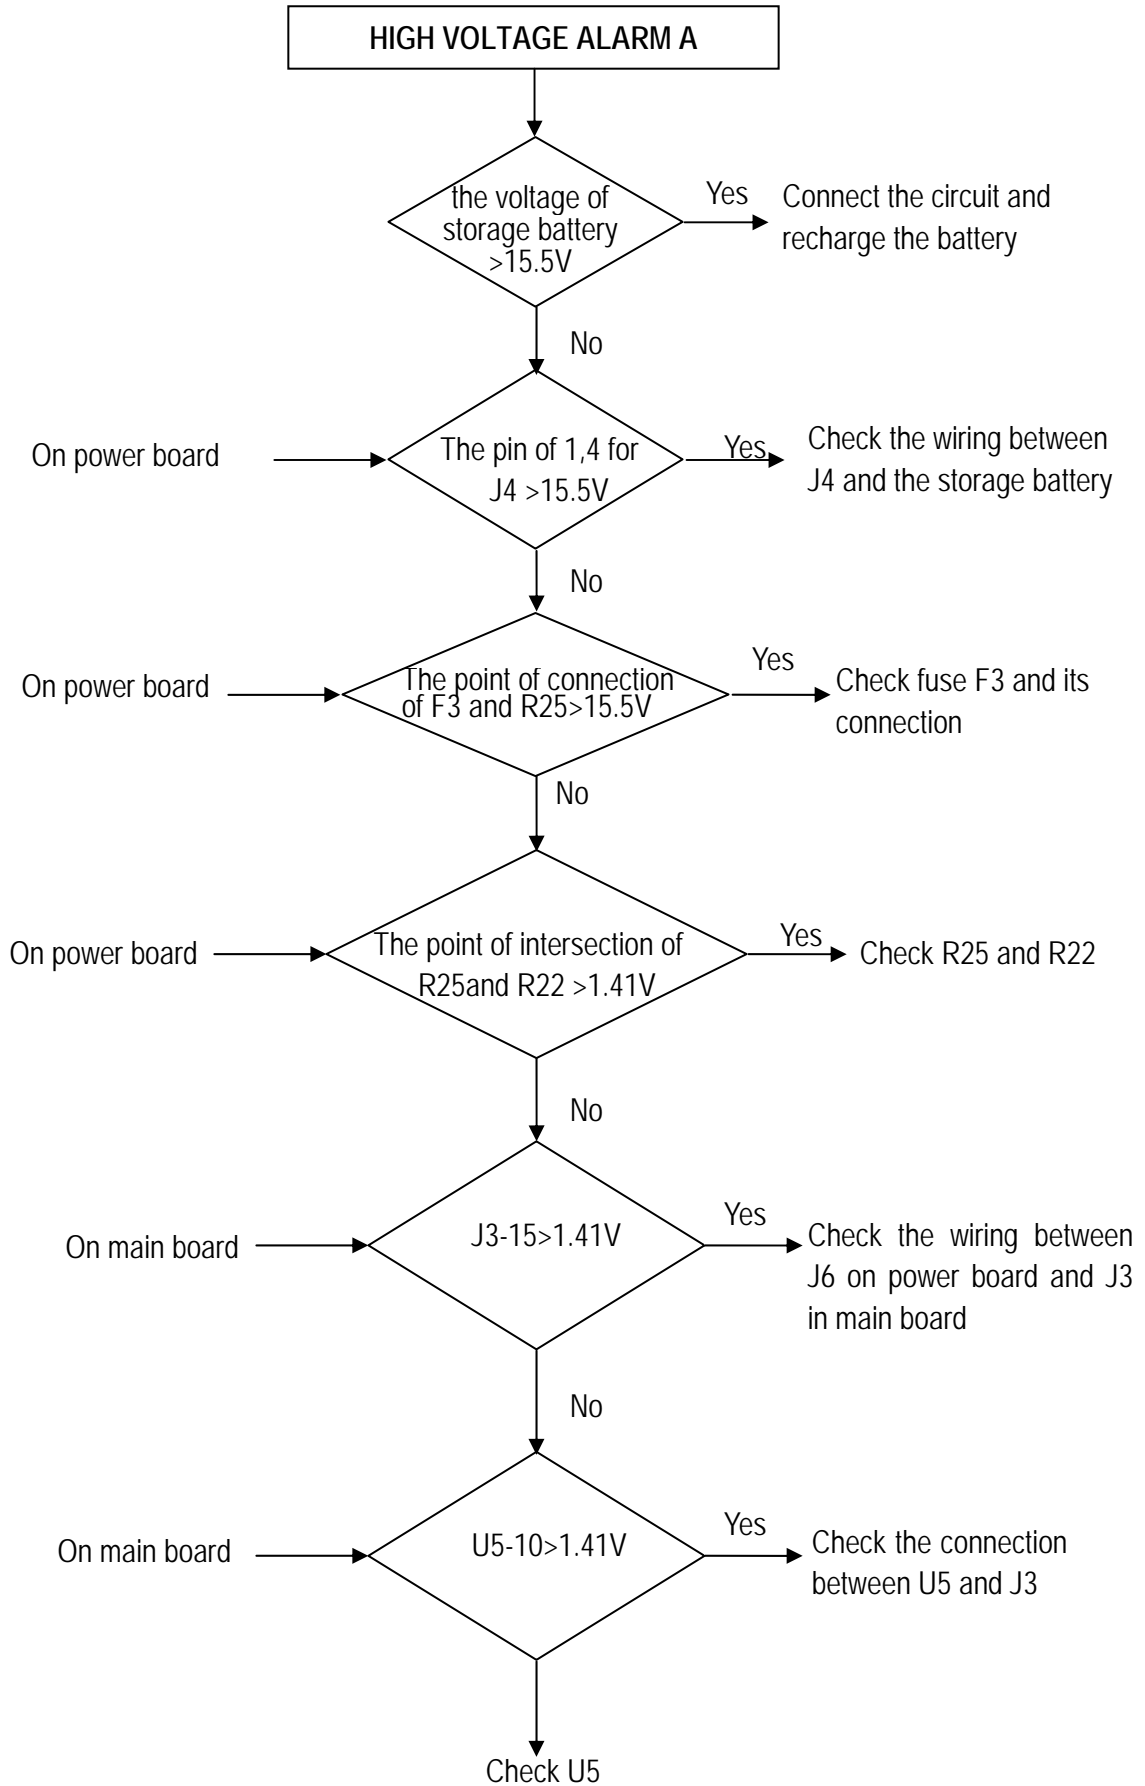 HIGH VOLTAGE ALARM A
the voltage of
storage battery
>15.5V
Yes
Connect the circuit and
recharge the battery
No
On power board
The pin of 1,4 for
J4 >15.5V
Yes
Check the wiring between
J4 and the storage battery
No
On power board
The point of connection
of F3 and R25>15.5V
Yes
Check fuse F3 and its
connection
No
On power board
The point of intersection of
R25and R22 >1.41V
Yes
Check R25 and R22
No
On main board
J3-15>1.41V
Yes
Check the wiring between
J6 on power board and J3
in main board
No
On main board
U5-10>1.41V
Yes
Check the connection
between U5 and J3
Check U5